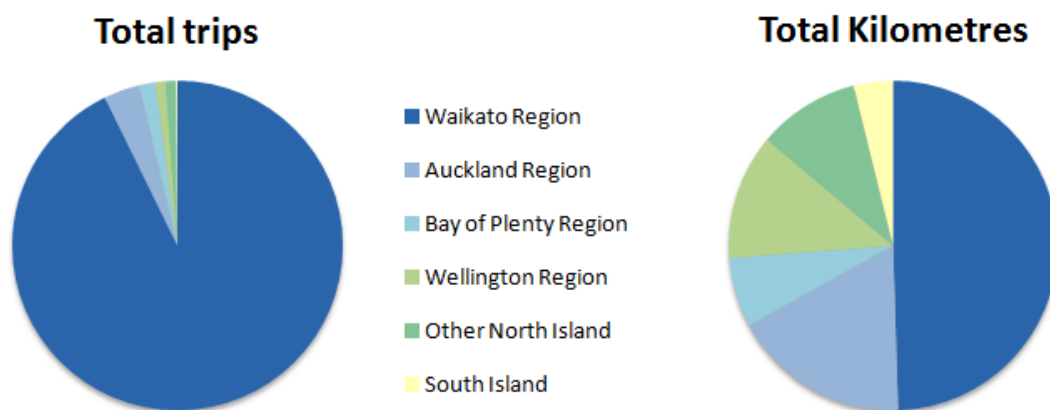 Total trips
Total Kilometres
Waikato Region
Auckland Region
Bay of Plenty Region
Wellington Region
Other North Island
South Island